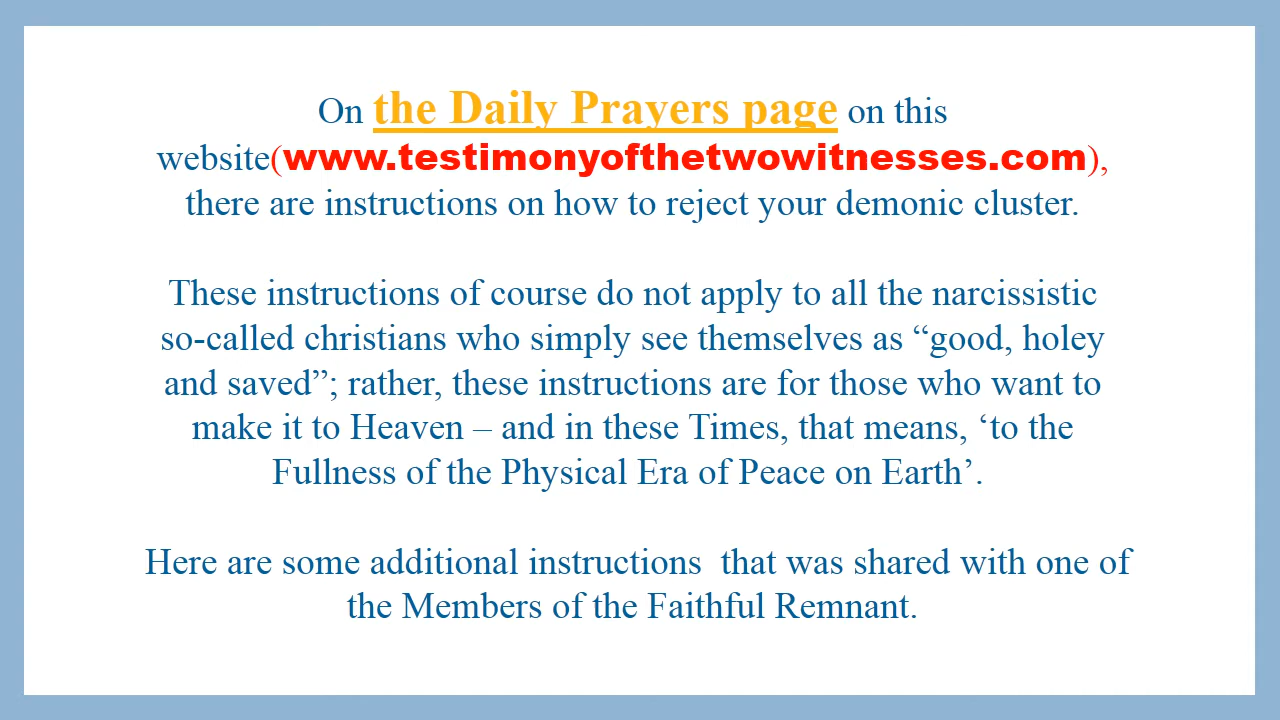 On the Daily Prayers page on this
website(www.testimonyofthetwowitnesses.com),
there are instructions on how to reject your demonic cluster.
These instructions of course do not apply to all the narcissistic
so-called christians who simply see themselves as “good, holey
and saved”; rather, these instructions are for those who want to
make it to Heaven – and in these Times, that means, ‘to the
Fullness of the Physical Era of Peace on Earth’.
Here are some additional instructions  that was shared with one of
the Members of the Faithful Remnant.